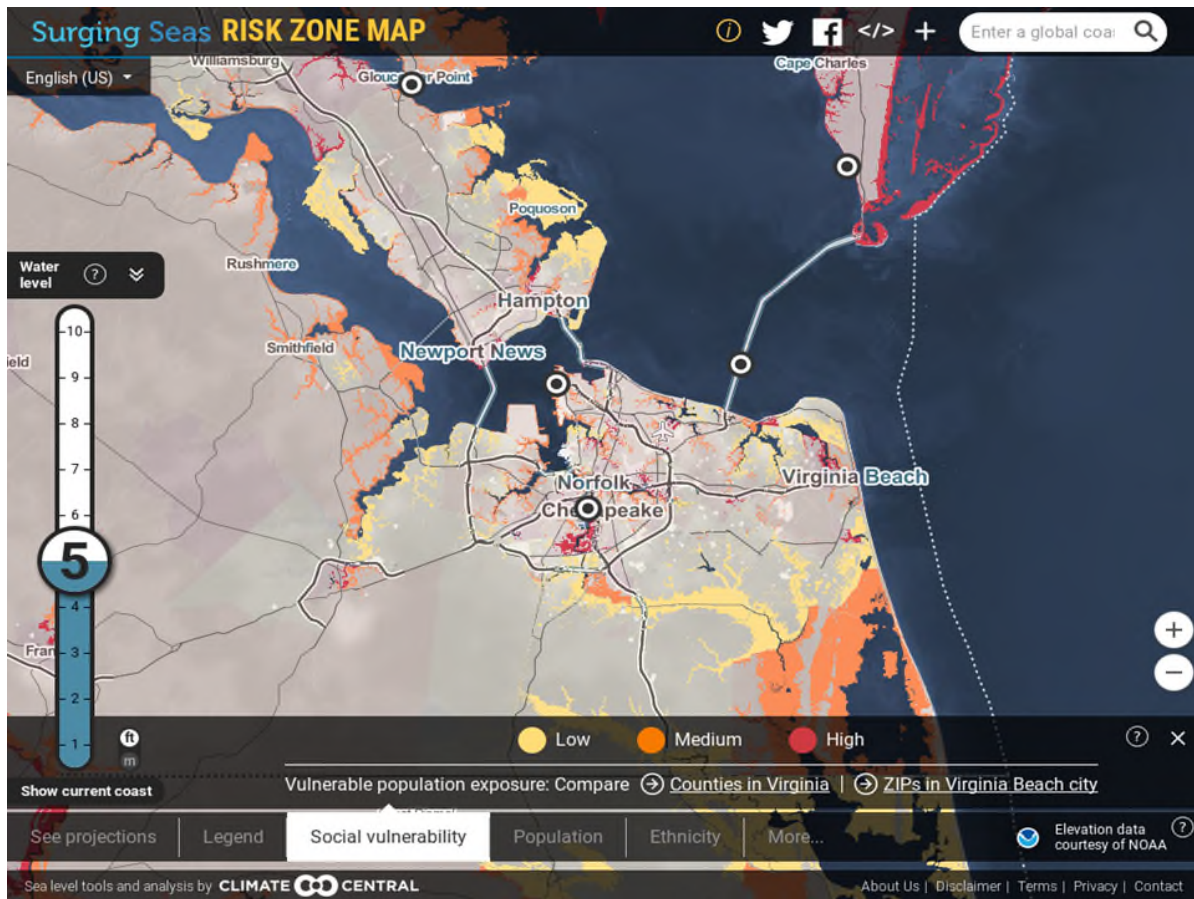 Surging Seas RISK ZONE MAP
</>
Enter a global coa
English (US)
Williamsburg
Cape Charles
Poquoson
Water level
Rushmere
Hampton
Smithfield
Newport News
ield
10
9
8
7
6
5
4
3
2
1
Virginia Beach
Norfolk
Chesapeake
Fran
ft
m
Show current coast
Low
Medium
High
Vulnerable population exposure: Compare Counties in Virginia | ZIPs in Virginia Beach city
See projections
Legend
Social vulnerability
Population
Ethnicity
More...
Elevation data
courtesy of NOAA
Sea level tools and analysis by CLIMATE CENTRAL
About Us | Disclaimer | Terms | Privacy | Contact